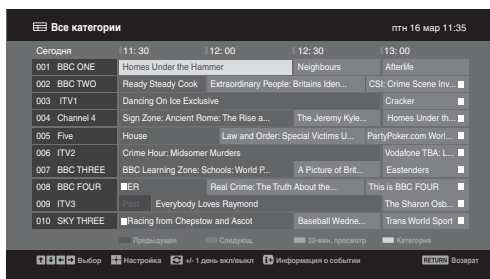 Все категории птн 16 мар 11:35
Сегодня 11: 30 12: 00 12: 30 13: 00
001 BBC ONE Homes Under the Hammer Neighbours Afterlife
002 BBC TWO Ready Steady Cook Extraordinary People: Britains Iden... CSI: Crime Scene Inv...
003 ITV1 Dancing On Ice Exclusive Cracker
004 Channel 4 Sign Zone: Ancient Rome: The Rise a... The Jeremy Kyle... Homes Under th...
005 Five House Law and Order: Special Victims U... PartyPoker.com Worl...
006 ITV2 Crime Hour: Midsomer Murders Vodafone TBA: L...
007 BBC THREE BBC Learning Zone: Schools: World P... A Picture of Brit... Eastenders
008 BBC FOUR ER Real Crime: The Truth About the... This is BBC FOUR
009 ITV3 Past Everybody Loves Raymond The Sharon Osb...
010 SKY THREE Racing from Chepstow and Ascot Baseball Wedne... Trans World Sport
Предыдущая Следующ. 30-мин. просмотр Категория
Выбор Настройка +/- 1 день вкл/выкл Информация о событии RETURN Возврат